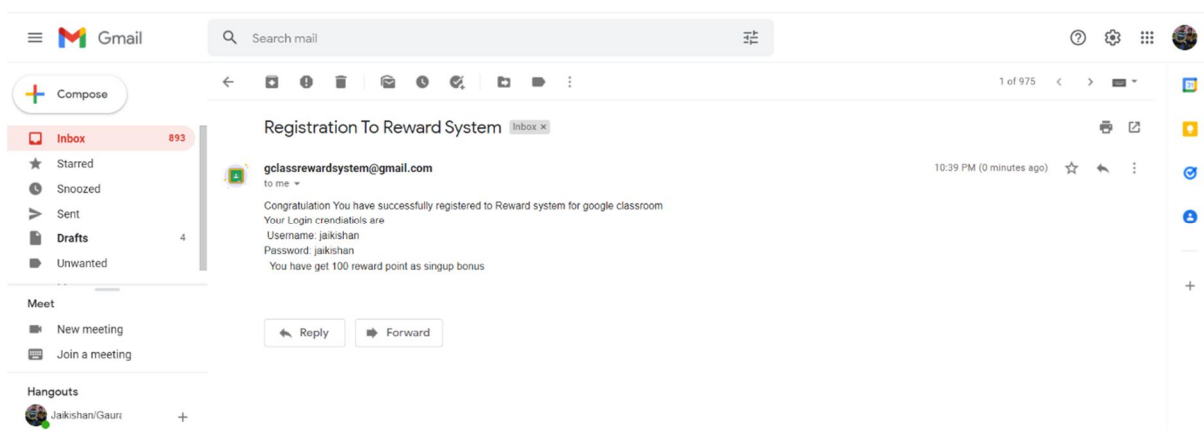 Gmail
Search mail
Compose
1 of 975
Registration To Reward System Inbox ×
Inbox 893
Starred
Snoozed
Sent
Drafts 4
Unwanted
gclassrewardsystem@gmail.com
10:39 PM (0 minutes ago)
to me
Congratulation You have successfully registered to Reward system for google classroom
Your Login crendiatiols are
Username: jaikishan
Password: jaikishan
You have get 100 reward point as singup bonus
Reply Forward
Meet
New meeting
Join a meeting
Hangouts
Jaikishan/Gaura
31